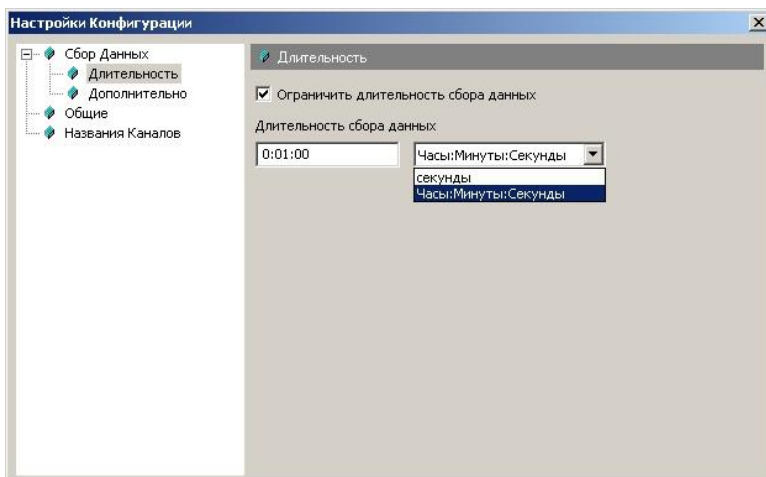 Настройки Конфигурации
Сбор Данных
Длительность
Дополнительно
Общие
Названия Каналов
Длительность
Ограничить длительность сбора данных
Длительность сбора данных
0:01:00
Часы:Минуты:Секунды
секунды
Часы:Минуты:Секунды